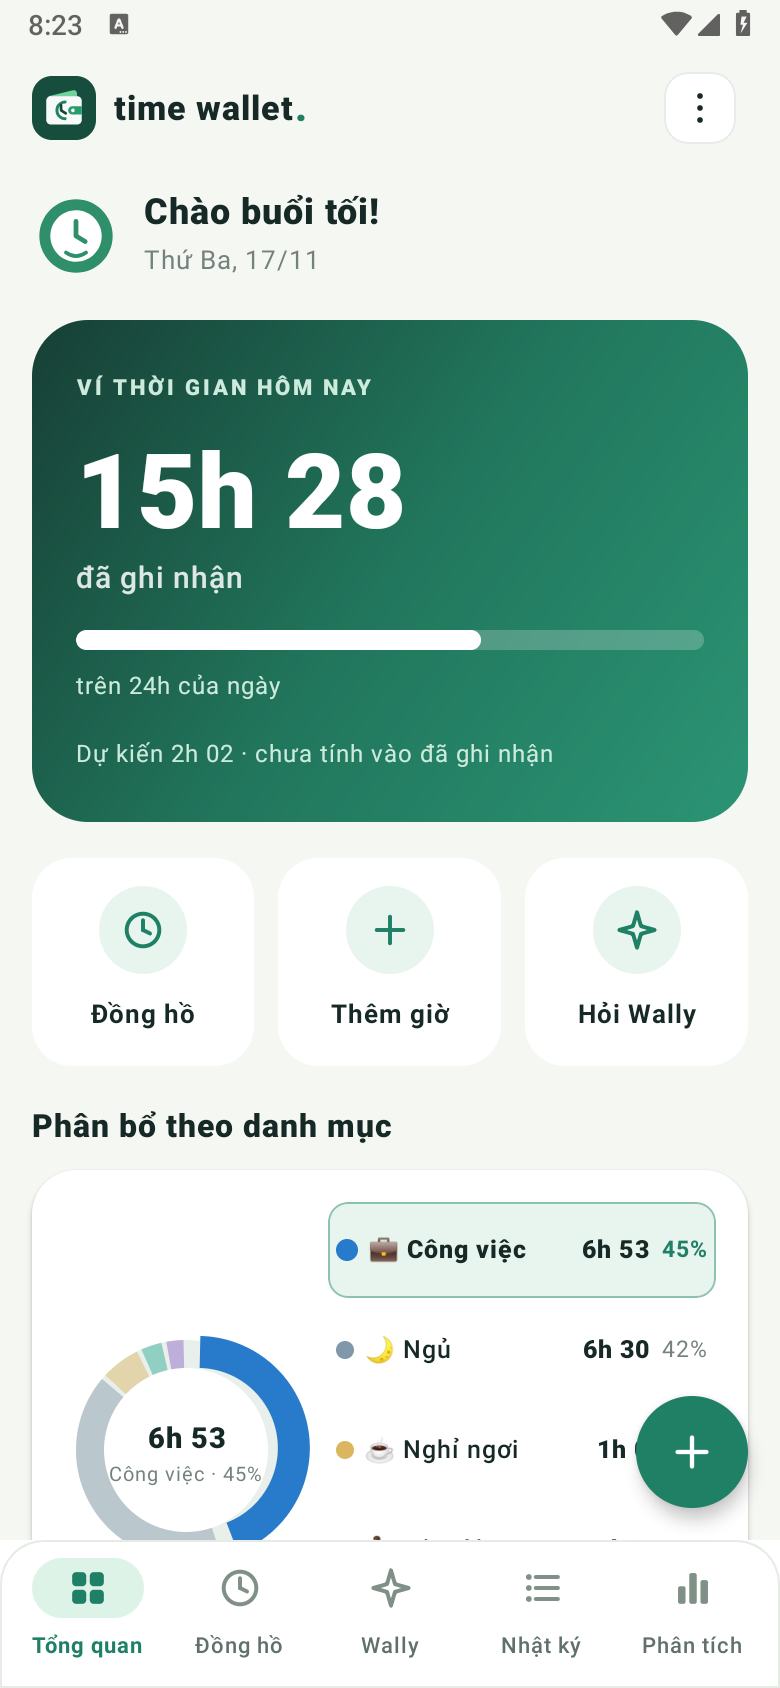 8:23
time wallet.
Chào buổi tối!
Thứ Ba, 17/11
VÍ THỜI GIAN HÔM NAY
15h 28
đã ghi nhận
trên 24h của ngày
Dự kiến 2h 02 · chưa tính vào đã ghi nhận
Đồng hồ
Thêm giờ
Hỏi Wally
Phân bổ theo danh mục
Công việc 6h 53 45%
Ngủ 6h 30 42%
6h 53
Công việc · 45%
Nghỉ ngơi 1h
Tổng quan
Đồng hồ
Wally
Nhật ký
Phân tích